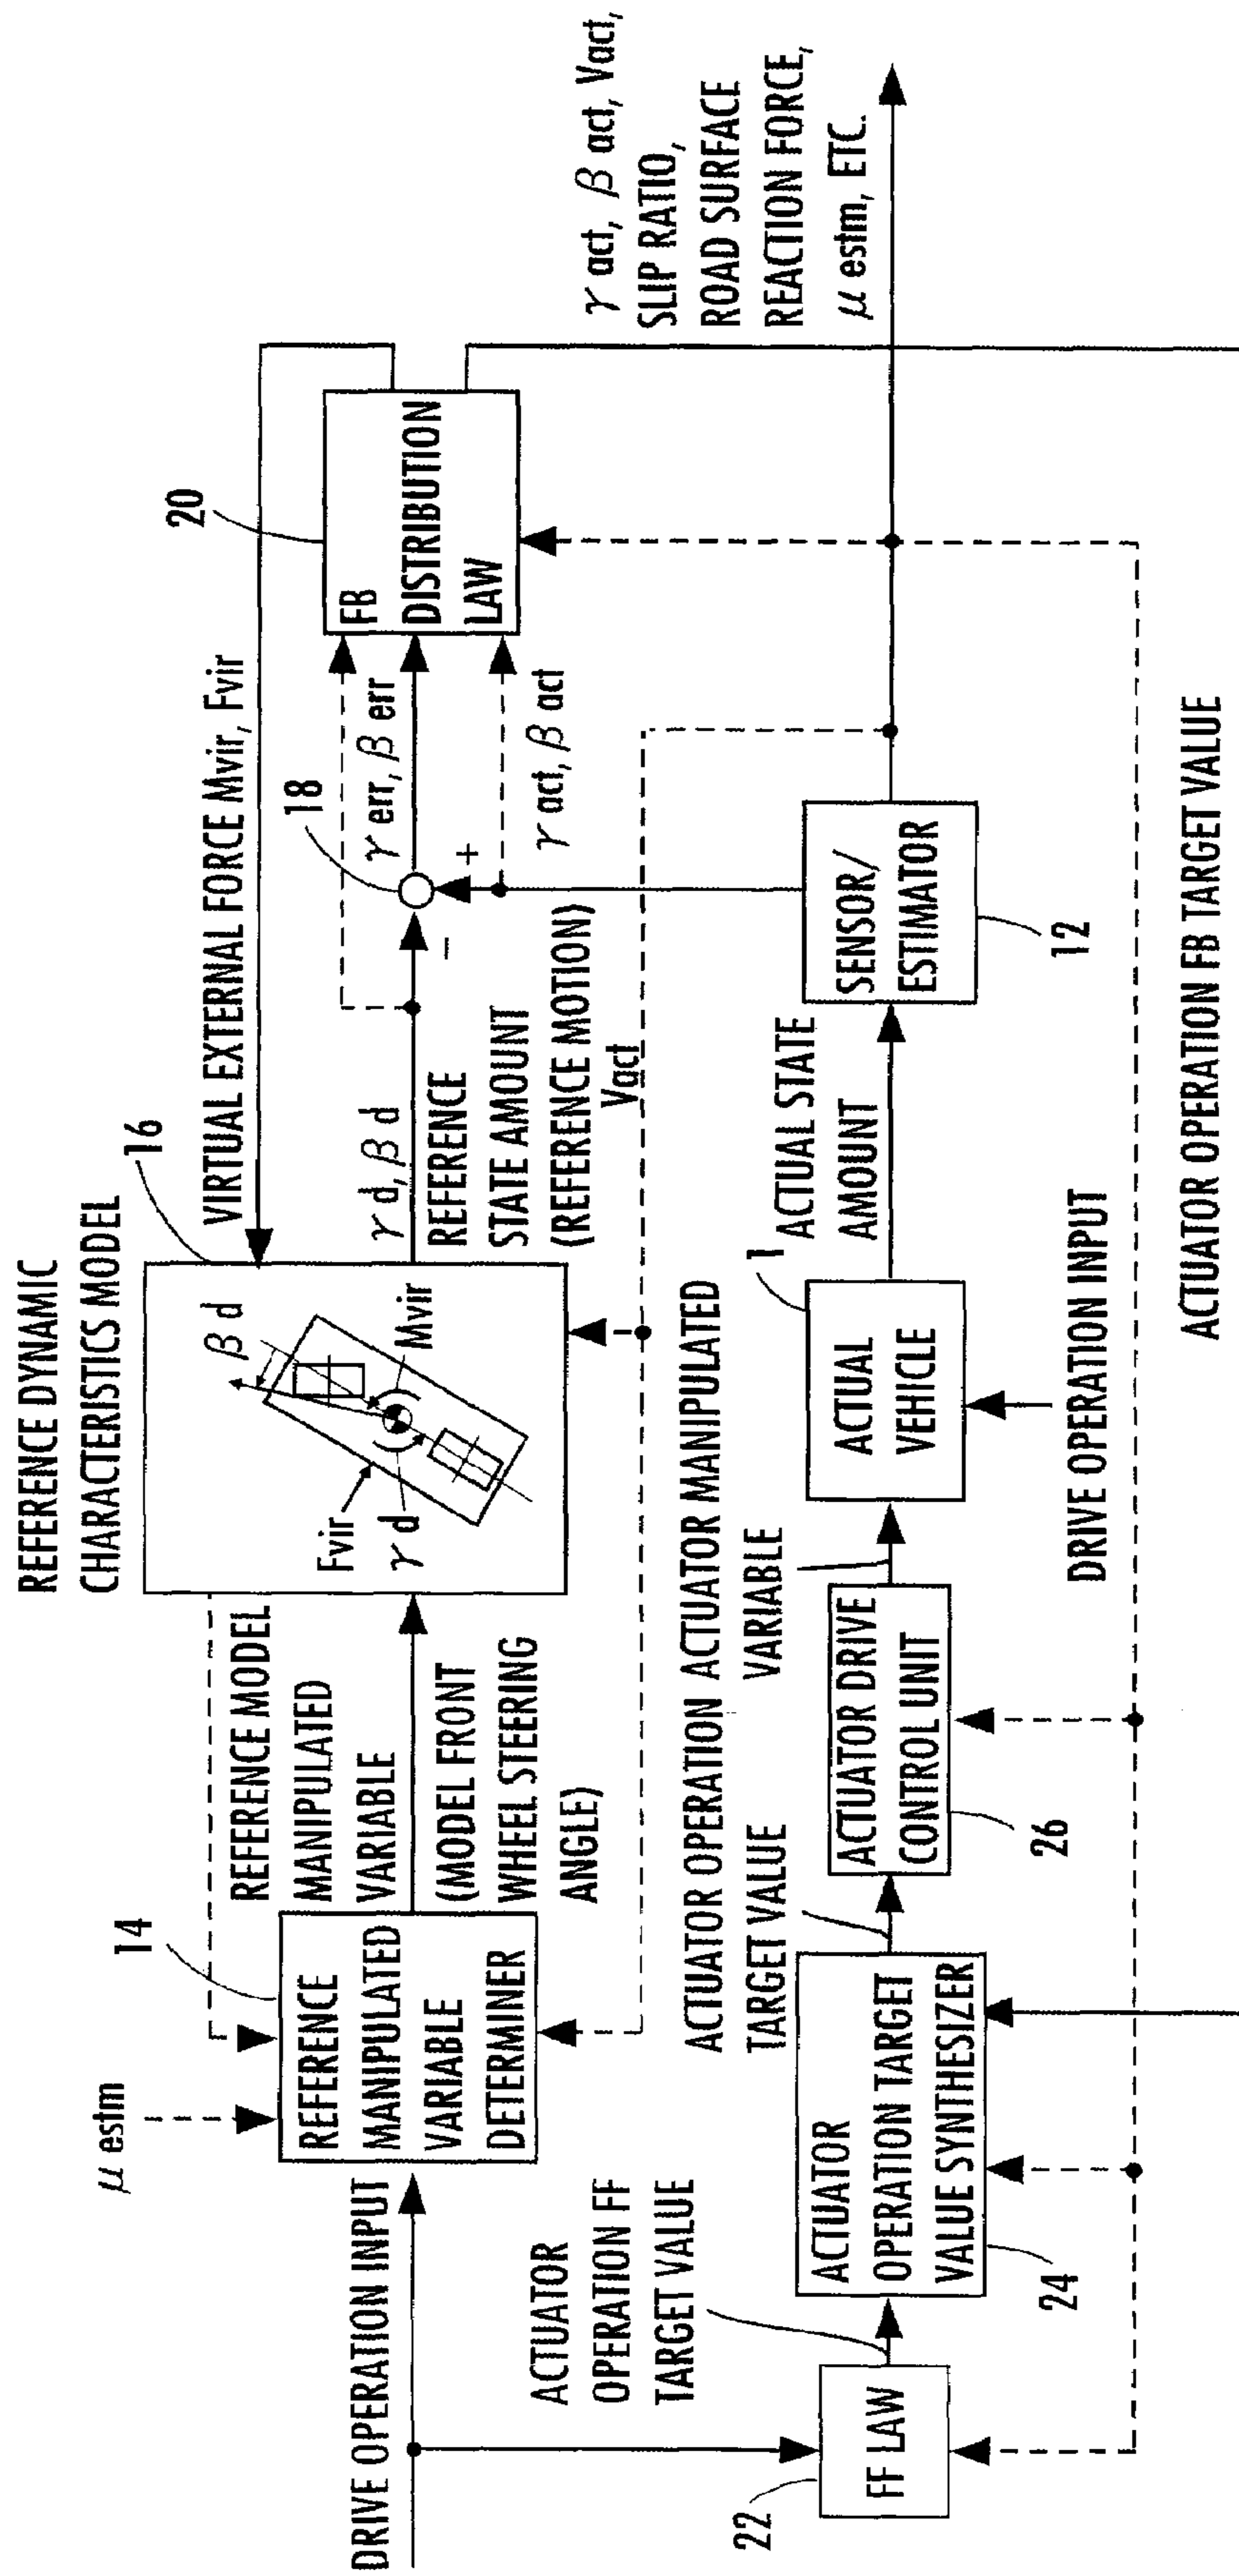 REFERENCE DYNAMIC
CHARACTERISTICS MODEL
16
VIRTUAL EXTERNAL FORCE Mvir, Fvir
20
FB
DISTRIBUTION
LAW
μ estm
14
REFERENCE
MANIPULATED
VARIABLE
DETERMINER
REFERENCE MODEL
MANIPULATED
VARIABLE
(MODEL FRONT
WHEEL STEERING
ANGLE)
β d
Mvir
Fvir
γ d
γ d, β d
REFERENCE
STATE AMOUNT
(REFERENCE MOTION)
Vact
18
γ err, β err
+
−
γ act, β act
γ act, β act, Vact,
SLIP RATIO,
ROAD SURFACE
REACTION FORCE,
μ estm, ETC.
DRIVE OPERATION INPUT
ACTUATOR
OPERATION FF
TARGET VALUE
22
FF LAW
ACTUATOR
OPERATION TARGET
VALUE SYNTHESIZER
24
ACTUATOR OPERATION
TARGET VALUE
ACTUATOR DRIVE
CONTROL UNIT
26
ACTUATOR MANIPULATED
VARIABLE
1
ACTUAL
VEHICLE
DRIVE OPERATION INPUT
ACTUAL STATE
AMOUNT
SENSOR/
ESTIMATOR
12
ACTUATOR OPERATION FB TARGET VALUE